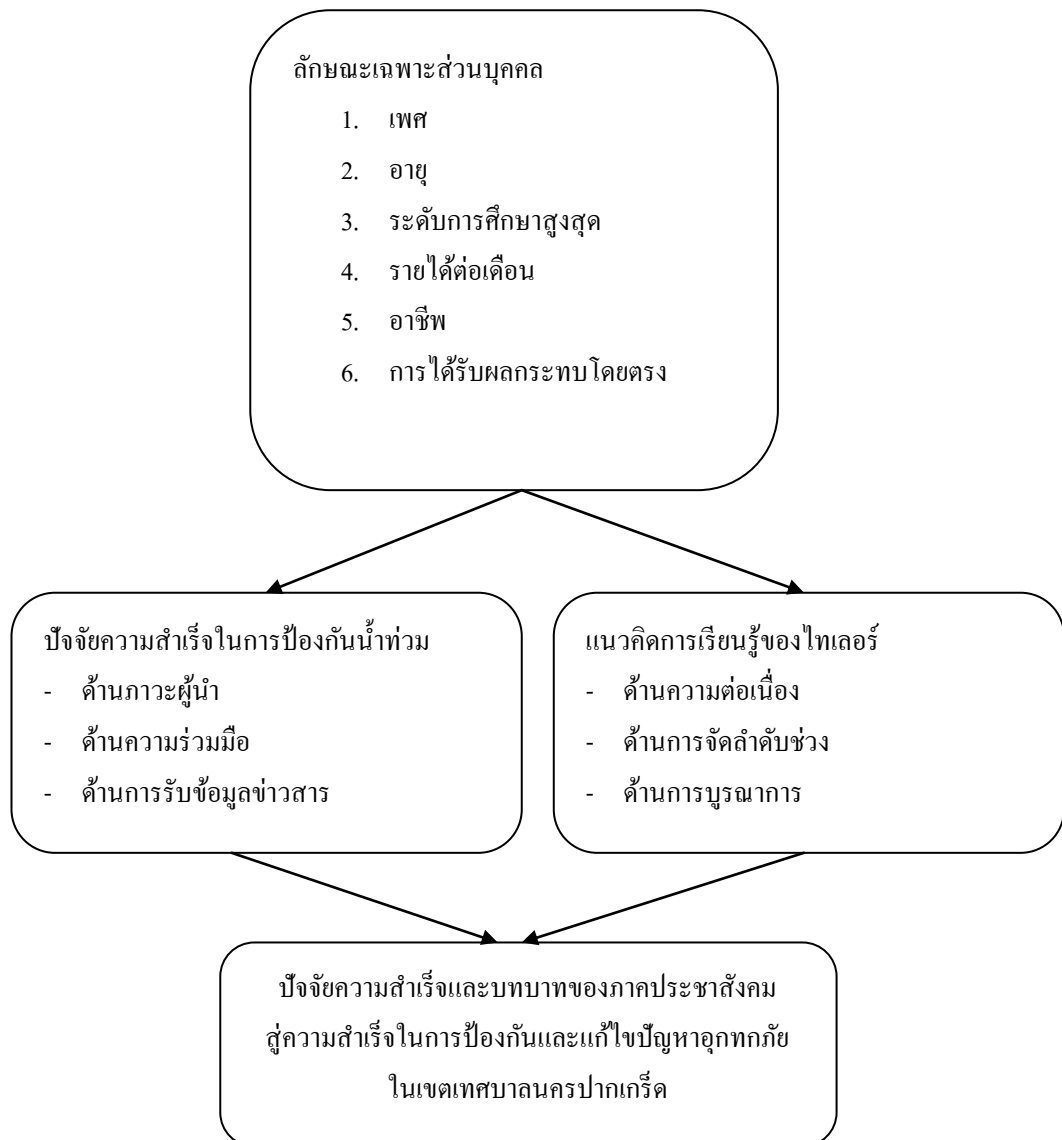 ลักษณะเฉพาะส่วนบุคคล
1. เพศ
2. อายุ
3. ระดับการศึกษาสูงสุด
4. รายได้ต่อเดือน
5. อาชีพ
6. การได้รับผลกระทบโดยตรง
ปัจจัยความสำเร็จในการป้องกันน้ำท่วม
- ด้านภาวะผู้นำ
- ด้านความร่วมมือ
- ด้านการรับข้อมูลข่าวสาร
แนวคิดการเรียนรู้ของไทเลอร์
- ด้านความต่อเนื่อง
- ด้านการจัดลำดับช่วง
- ด้านการบูรณาการ
ปัจจัยความสำเร็จและบทบาทของภาคประชาสังคม
สู่ความสำเร็จในการป้องกันและแก้ไขปัญหาอุกทกภัย
ในเขตเทศบาลนครปากเกร็ด